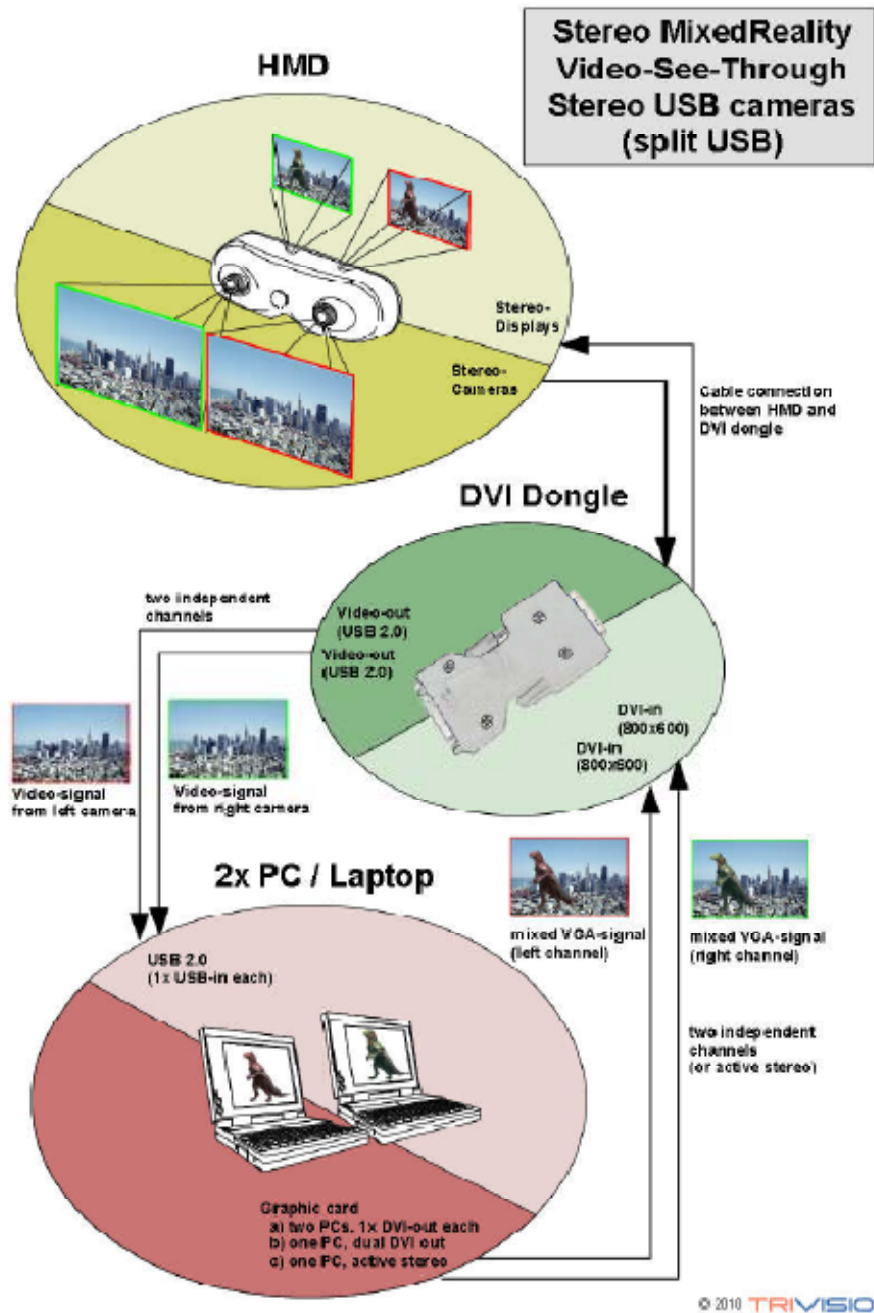 Stereo MixedReality
Video-See-Through
Stereo USB cameras
(split USB)
HMD
Stereo-
Displays
Stereo-
Cameras
Cable connection
between HMD and
DVI dongle
DVI Dongle
two independent
channels
Video-out
(USB 2.0)
Video-out
(USB 2.0)
DVI-in
(800x600)
DVI-in
(800x600)
Video-signal
from left camera
Video-signal
from right camera
2x PC / Laptop
mixed VGA-signal
(left channel)
mixed VGA-signal
(right channel)
USB 2.0
(1x USB-in each)
two independent
channels
(or active stereo)
Graphic card
a) two PCs, 1x DVI-out each
b) one PC, dual DVI out
c) one PC, active stereo
© 2010 TRIVISIO